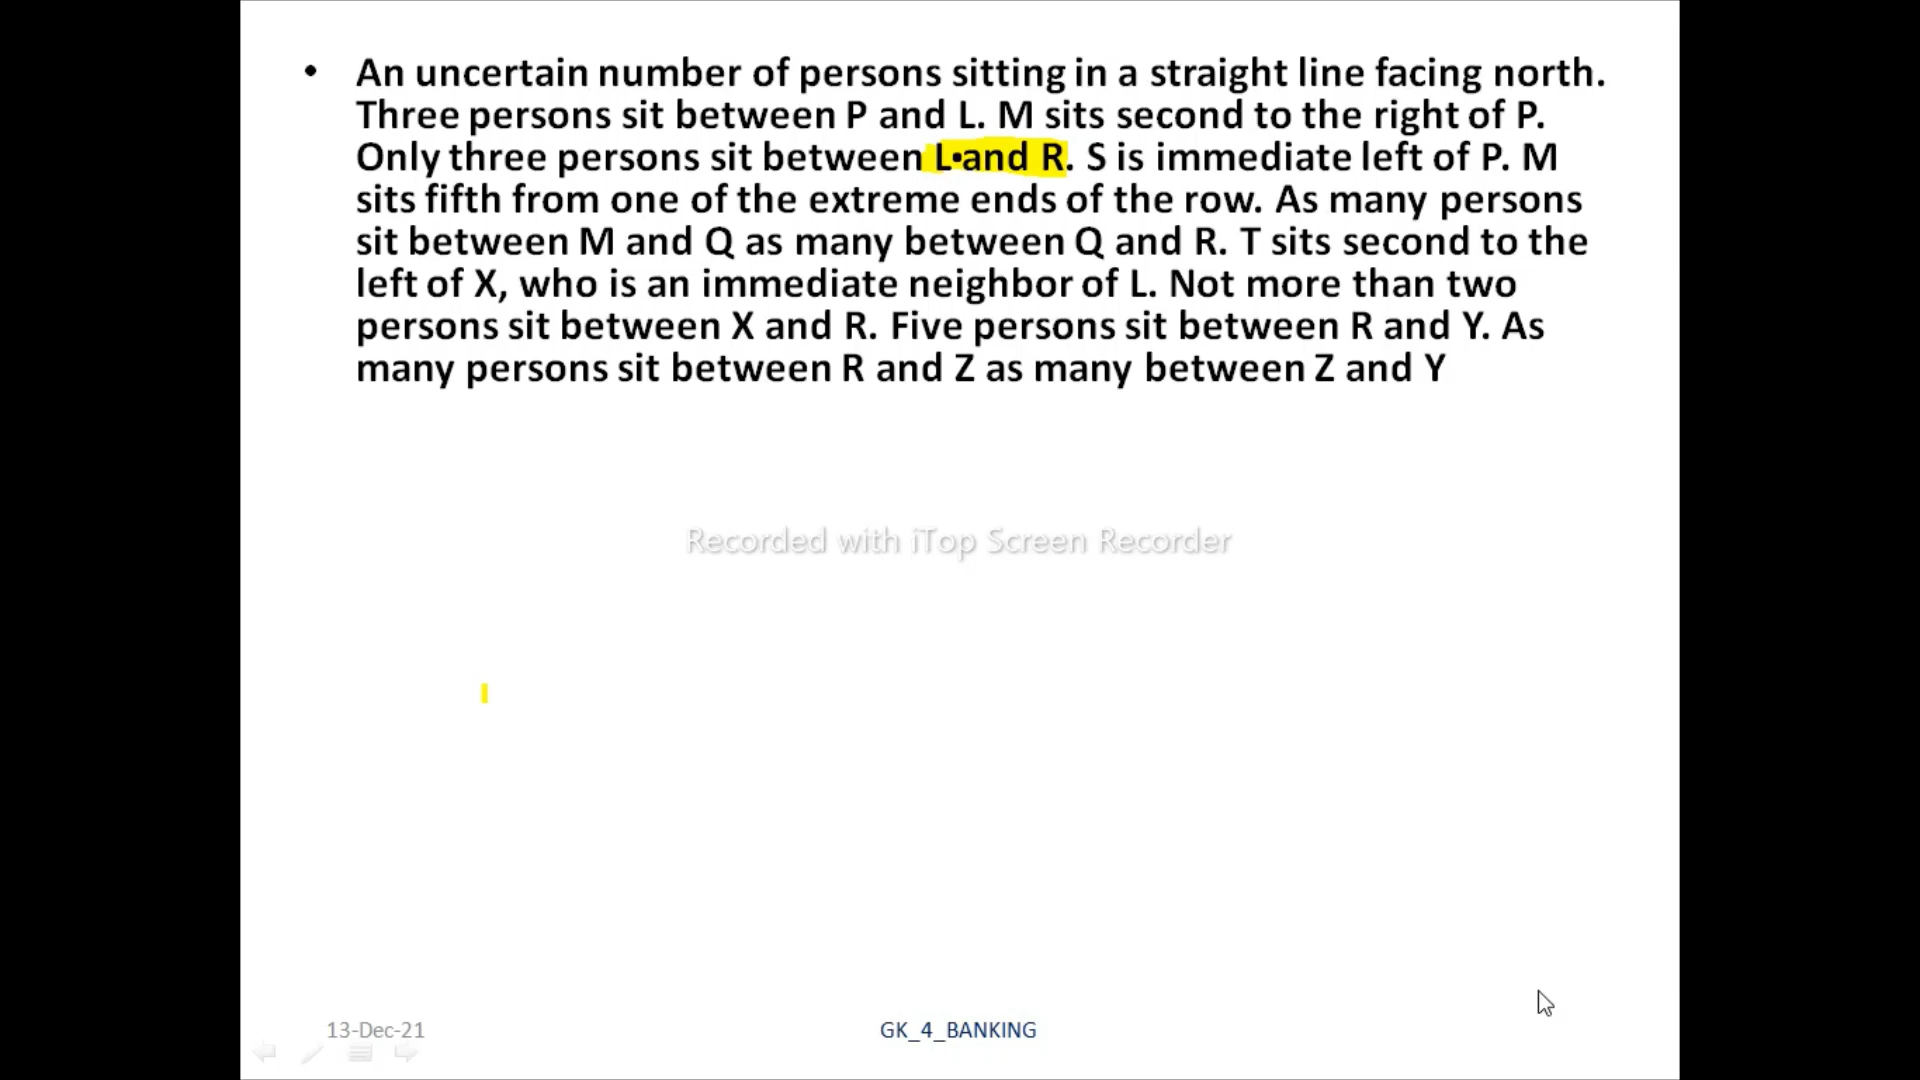 • An uncertain number of persons sitting in a straight line facing north.
Three persons sit between P and L. M sits second to the right of P.
Only three persons sit between L•and R. S is immediate left of P. M
sits fifth from one of the extreme ends of the row. As many persons
sit between M and Q as many between Q and R. T sits second to the
left of X, who is an immediate neighbor of L. Not more than two
persons sit between X and R. Five persons sit between R and Y. As
many persons sit between R and Z as many between Z and Y
Recorded with iTop Screen Recorder
13-Dec-21
GK_4_BANKING